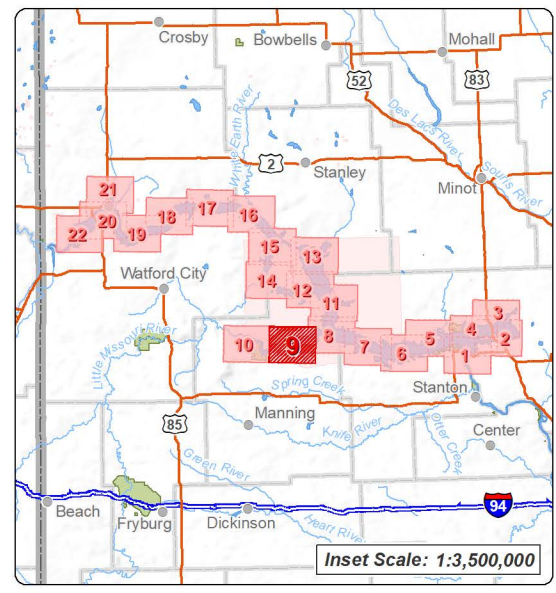 Crosby
Bowbells
Mohall
52
83
Des Lacs River
White Earth River
2
Stanley
Minot
Souris River
21
17
18
16
20
22
19
15
13
Watford City
14
12
11
Little Missouri River
10
9
8
7
6
5
4
3
2
1
Spring Creek
Stanton
85
Manning
Knife River
Otter Creek
Center
Green River
94
Beach
Fryburg
Dickinson
Heart River
Inset Scale: 1:3,500,000